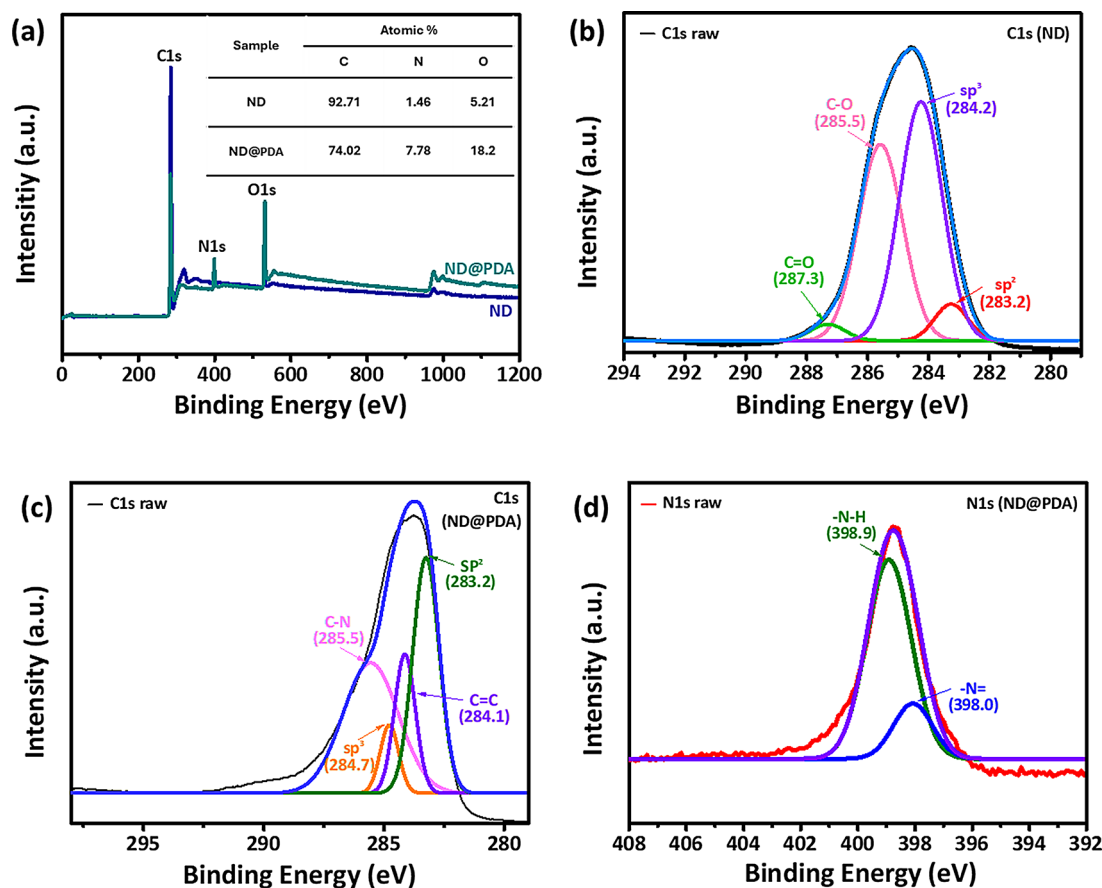 (a)
Intensitiy (a.u.)
C1s
N1s
O1s
Sample
Atomic %
C N O
ND 92.71 1.46 5.21
ND@PDA 74.02 7.78 18.2
ND@PDA
ND
0 200 400 600 800 1000 1200
Binding Energy (eV)
(b)
Intensity (a.u.)
C1s raw
C1s (ND)
sp³
(284.2)
C-O
(285.5)
C=O
(287.3)
sp²
(283.2)
294 290 288 286 284 282 280
Binding Energy (eV)
(c)
Intensity (a.u.)
C1s raw
C1s
(ND@PDA)
SP²
(283.2)
C-N
(285.5)
C=C
(284.1)
sp³
(284.7)
295 290 285 280
Binding Energy (eV)
(d)
Intensity (a.u.)
N1s raw
N1s (ND@PDA)
-N-H
(398.9)
-N=
(398.0)
408 406 404 402 400 398 396 394 392
Binding Energy (eV)